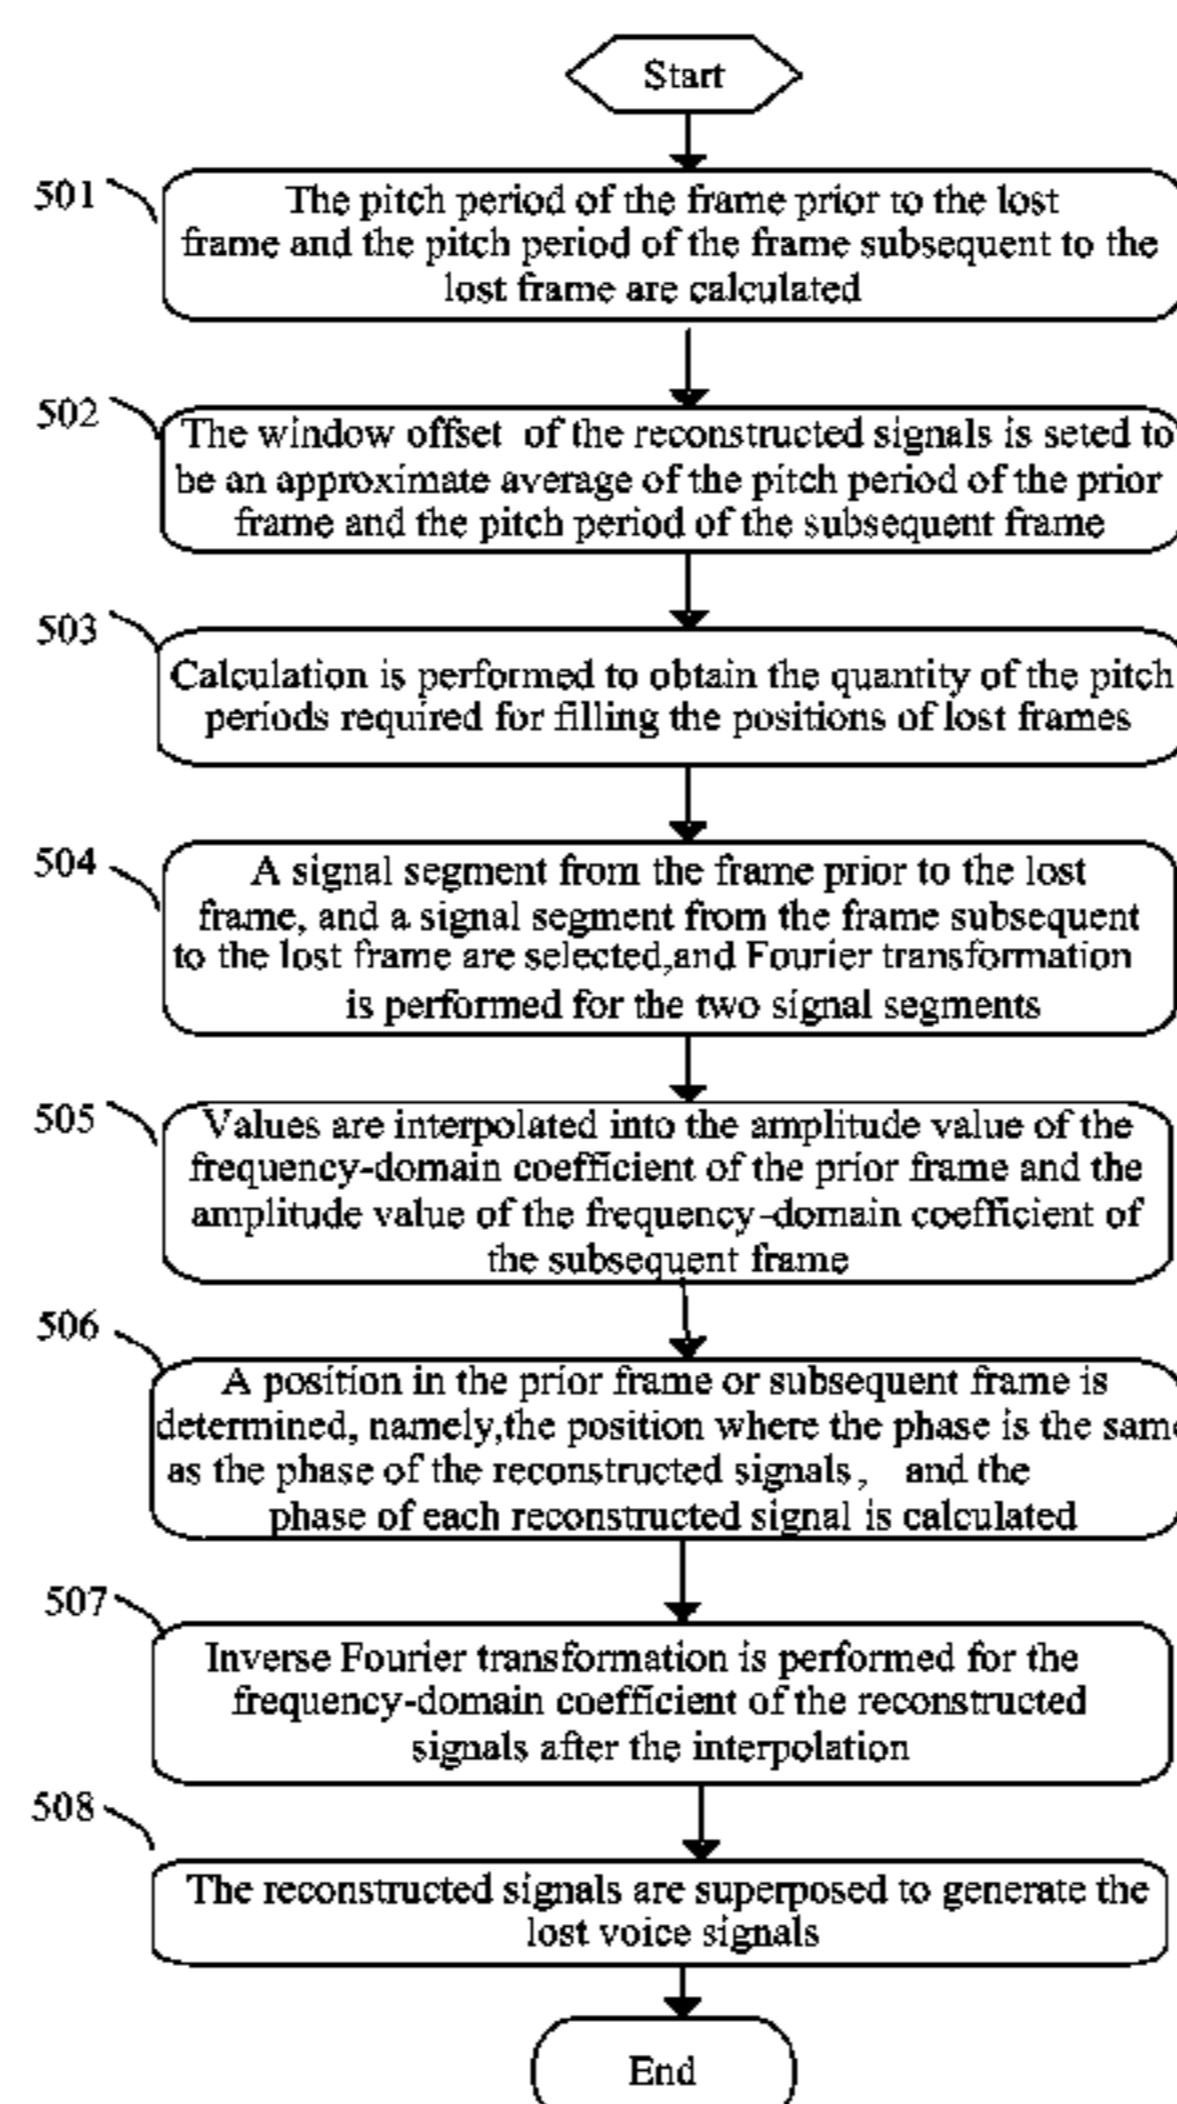 Start
501
The pitch period of the frame prior to the lost
frame and the pitch period of the frame subsequent to the
lost frame are calculated
502
The window offset of the reconstructed signals is seted to
be an approximate average of the pitch period of the prior
frame and the pitch period of the subsequent frame
503
Calculation is performed to obtain the quantity of the pitch
periods required for filling the positions of lost frames
504
A signal segment from the frame prior to the lost
frame, and a signal segment from the frame subsequent
to the lost frame are selected,and Fourier transformation
is performed for the two signal segments
505
Values are interpolated into the amplitude value of the
frequency-domain coefficient of the prior frame and the
amplitude value of the frequency-domain coefficient of
the subsequent frame
506
A position in the prior frame or subsequent frame is
determined, namely,the position where the phase is the same
as the phase of the reconstructed signals, and the
phase of each reconstructed signal is calculated
507
Inverse Fourier transformation is performed for the
frequency-domain coefficient of the reconstructed
signals after the interpolation
508
The reconstructed signals are superposed to generate the
lost voice signals
End